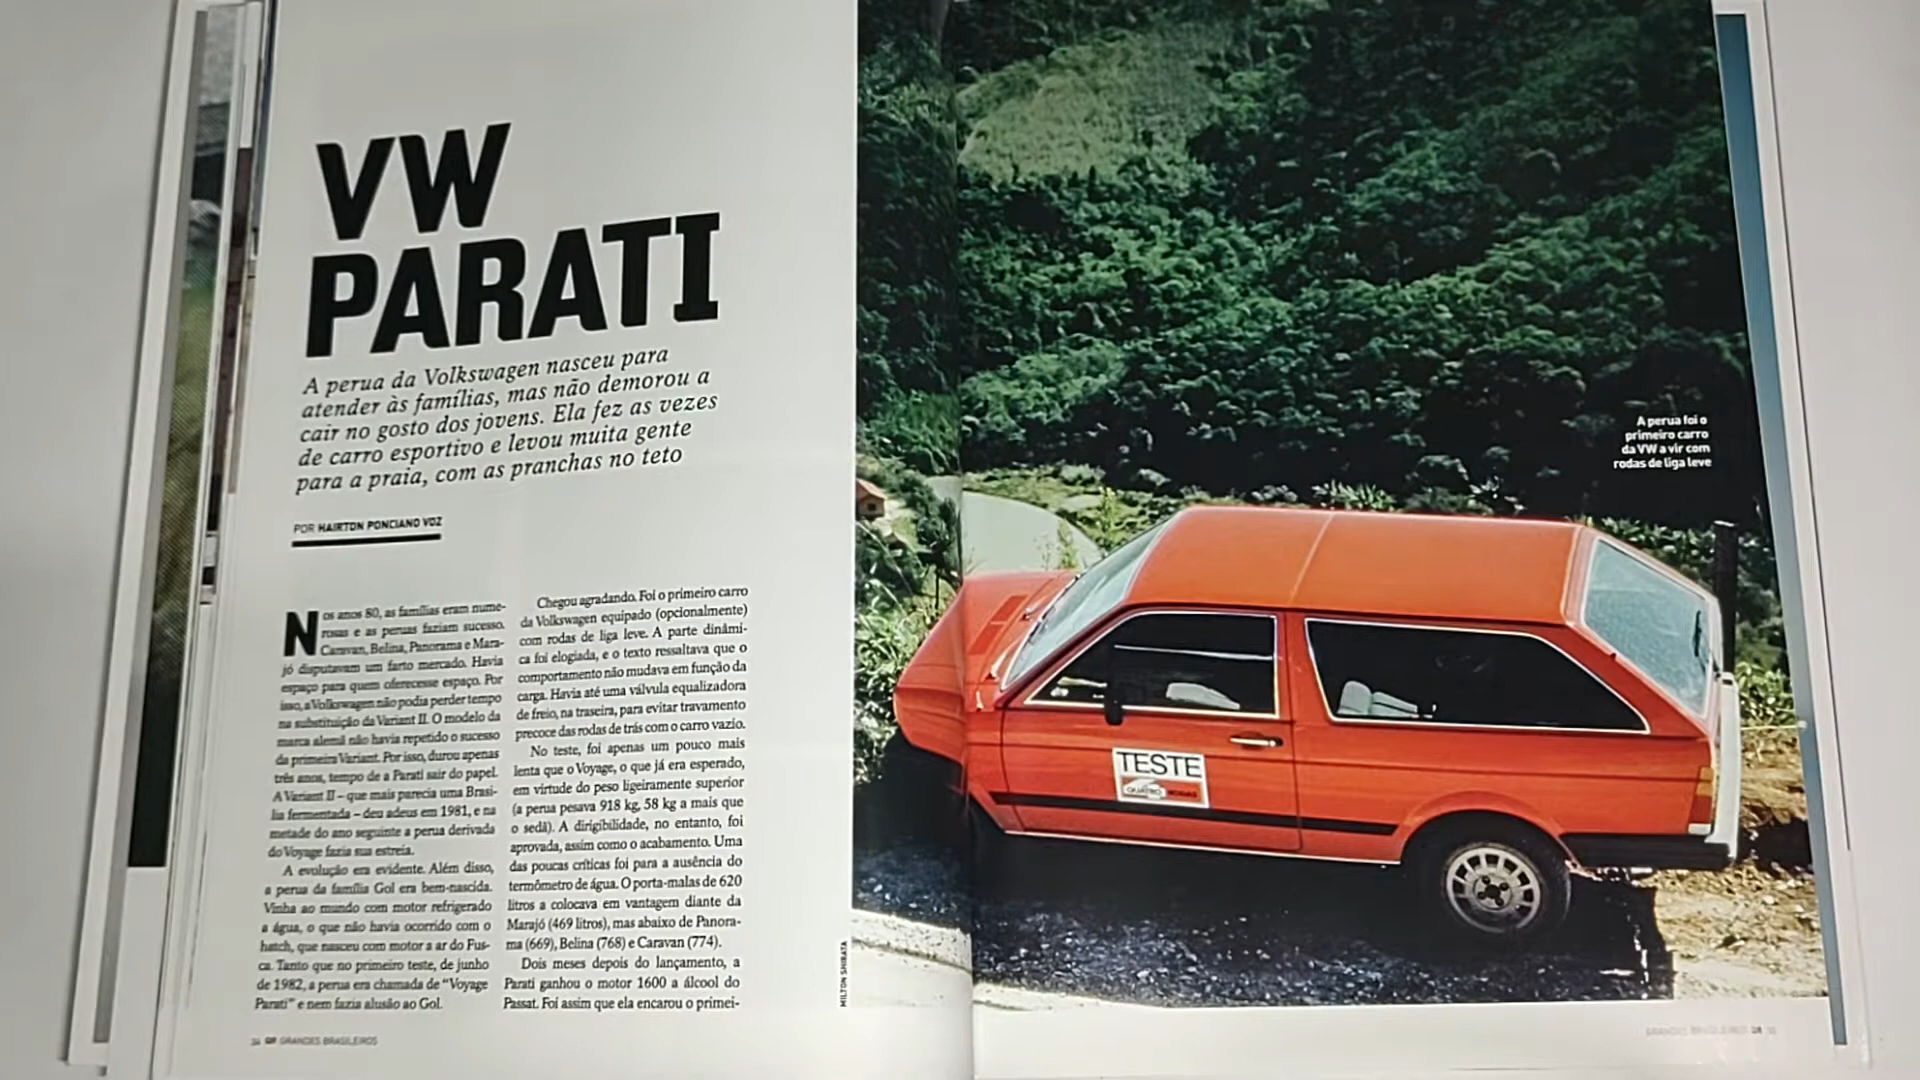 VW
PARATI
A perua da Volkswagen nasceu para
atender às famílias, mas não demorou a
cair no gosto dos jovens. Ela fez as vezes
de carro esportivo e levou muita gente
para a praia, com as pranchas no teto
POR HAIRTON PONCIANO VOZ
Nos anos 80, as famílias eram nume-
rosas e as peruas faziam sucesso.
Caravan, Belina, Panorama e Mara-
jó disputavam um farto mercado. Havia
espaço para quem oferecesse espaço. Por
isso, a Volkswagen não podia perder tempo
na substituição da Variant II. O modelo da
marca alemã não havia repetido o sucesso
da primeira Variant. Por isso, durou apenas
três anos, tempo de a Parati sair do papel.
A Variant II – que mais parecia uma Brasí-
lia fermentada – deu adeus em 1981, e na
metade do ano seguinte a perua derivada
do Voyage fazia sua estreia.
A evolução era evidente. Além disso,
a perua da família Gol era bem-nascida.
Vinha ao mundo com motor refrigerado
a água, o que não havia ocorrido com o
hatch, que nasceu com motor a ar do Fus-
ca. Tanto que no primeiro teste, de junho
de 1982, a perua era chamada de "Voyage
Parati" e nem fazia alusão ao Gol.
Chegou agradando. Foi o primeiro carro
da Volkswagen equipado (opcionalmente)
com rodas de liga leve. A parte dinâmi-
ca foi elogiada, e o texto ressaltava que o
comportamento não mudava em função da
carga. Havia até uma válvula equalizadora
de freio, na traseira, para evitar travamento
precoce das rodas de trás com o carro vazio.
No teste, foi apenas um pouco mais
lenta que o Voyage, o que já era esperado,
em virtude do peso ligeiramente superior
(a perua pesava 918 kg, 58 kg a mais que
o sedã). A dirigibilidade, no entanto, foi
aprovada, assim como o acabamento. Uma
das poucas críticas foi para a ausência do
termômetro de água. O porta-malas de 620
litros a colocava em vantagem diante da
Marajó (469 litros), mas abaixo de Panora-
ma (669), Belina (768) e Caravan (774).
Dois meses depois do lançamento, a
Parati ganhou o motor 1600 a álcool do
Passat. Foi assim que ela encarou o primei-
MILTON SHIRATA
34 QR GRANDES BRASILEIROS
A perua foi o
primeiro carro
da VW a vir com
rodas de liga leve
TESTE
QUATRO RODAS
GRANDES BRASILEIROS QR